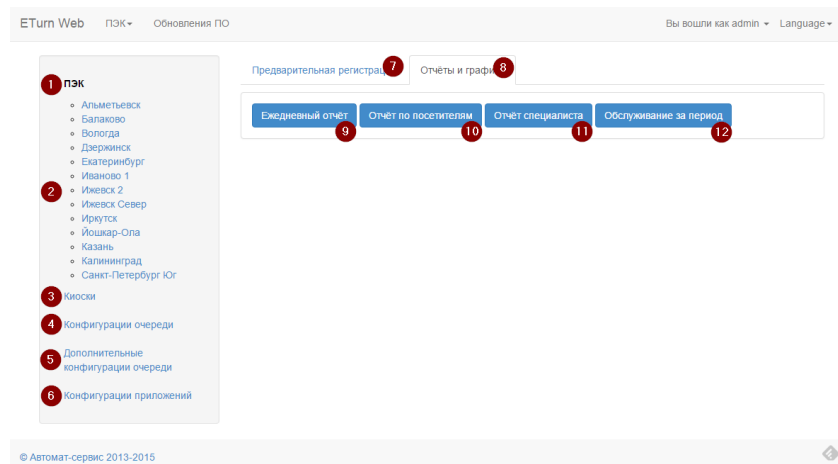 ETurn Web ПЭК Обновления ПО Вы вошли как admin Language
Предварительная регистрац 7 Отчёты и графи 8
1 ПЭК
Ежедневный отчёт Отчёт по посетителям Отчёт специалиста Обслуживание за период
9 10 11 12
Альметьевск
Балаково
Вологда
Дзержинск
Екатеринбург
Иваново 1
2 Ижевск 2
Ижевск Север
Иркутск
Йошкар-Ола
Казань
Калининград
Санкт-Петербург Юг
3 Киоски
4 Конфигурации очереди
5 Дополнительные
конфигурации очереди
6 Конфигурации приложений
© Автомат-сервис 2013-2015